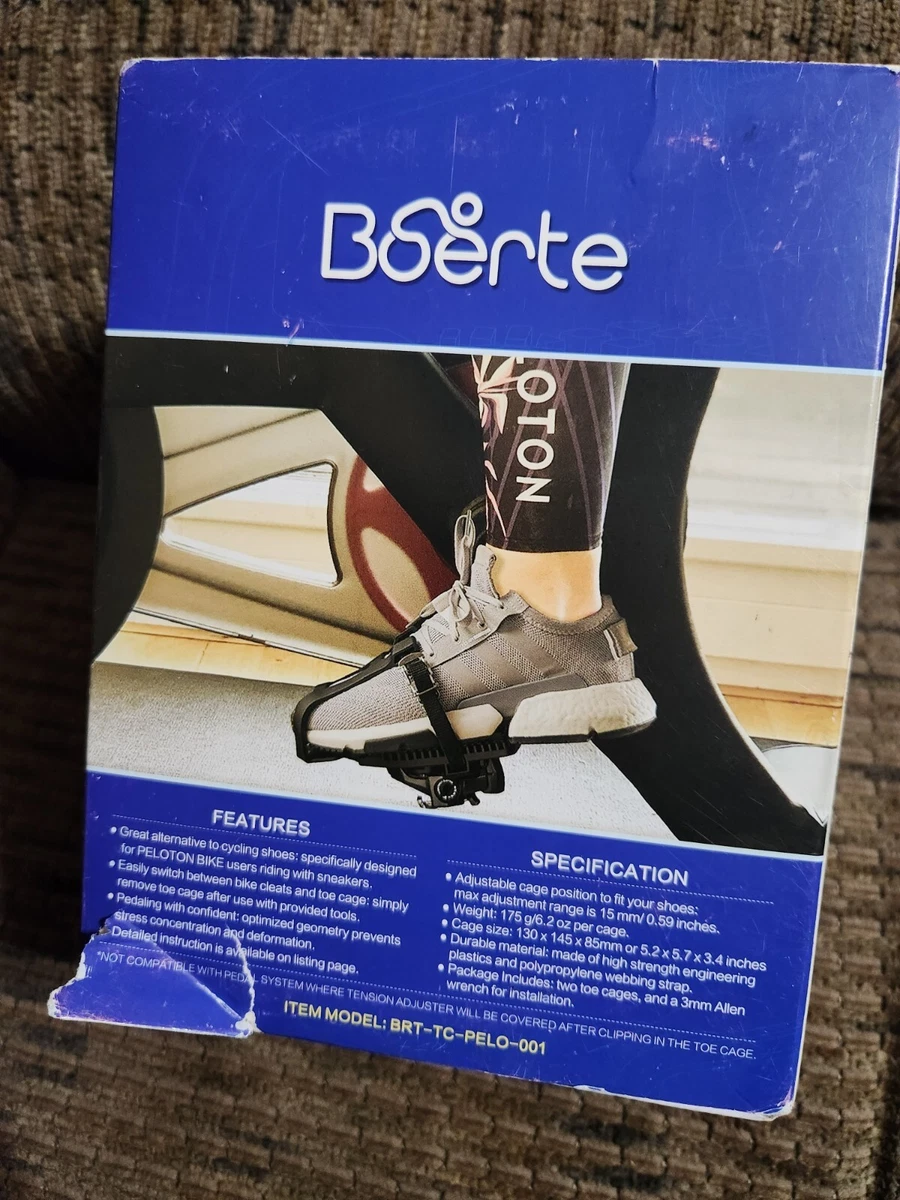 Boerte
LOTON
FEATURES
• Great alternative to cycling shoes: specifically designed
for PELOTON BIKE users riding with sneakers.
• Easily switch between bike cleats and toe cage: simply
remove toe cage after use with provided tools.
• Pedaling with confident: optimized geometry prevents
stress concentration and deformation.
Detailed instruction is available on listing page.
SPECIFICATION
• Adjustable cage position to fit your shoes:
max adjustment range is 15 mm/ 0.59 inches.
• Weight: 175 g/6.2 oz per cage.
• Cage size: 130 x 145 x 85mm or 5.2 x 5.7 x 3.4 inches
• Durable material: made of high strength engineering
plastics and polypropylene webbing strap.
• Package Includes: two toe cages, and a 3mm Allen
wrench for installation.
*NOT COMPATIBLE WITH PEDAL SYSTEM WHERE TENSION ADJUSTER WILL BE COVERED AFTER CLIPPING IN THE TOE CAGE.
ITEM MODEL: BRT-TC-PELO-001